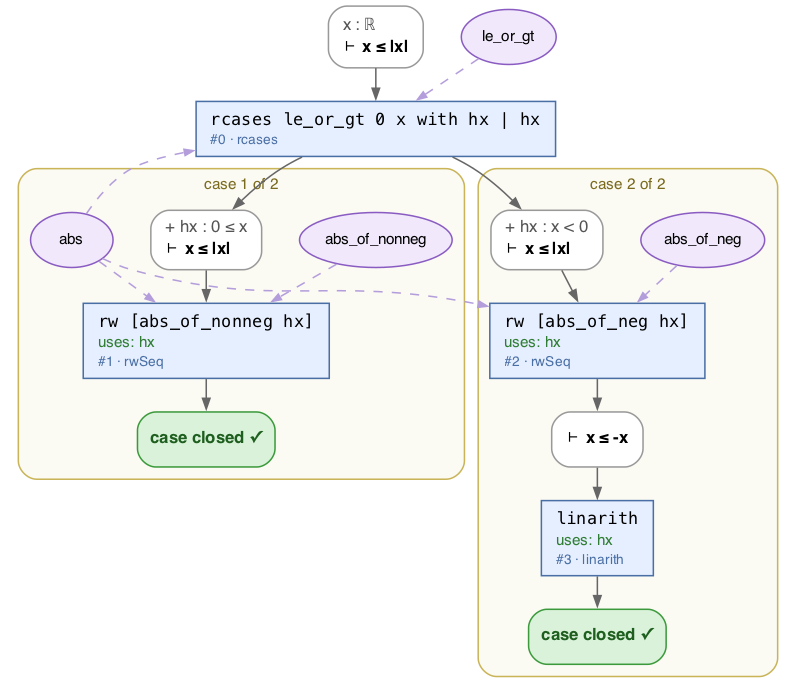 x : ℝ
⊢ x ≤ |x|
le_or_gt
rcases le_or_gt 0 x with hx | hx
#0 · rcases
case 1 of 2
case 2 of 2
abs
+ hx : 0 ≤ x
⊢ x ≤ |x|
abs_of_nonneg
+ hx : x < 0
⊢ x ≤ |x|
abs_of_neg
rw [abs_of_nonneg hx]
uses: hx
#1 · rwSeq
rw [abs_of_neg hx]
uses: hx
#2 · rwSeq
case closed ✓
⊢ x ≤ -x
linarith
uses: hx
#3 · linarith
case closed ✓